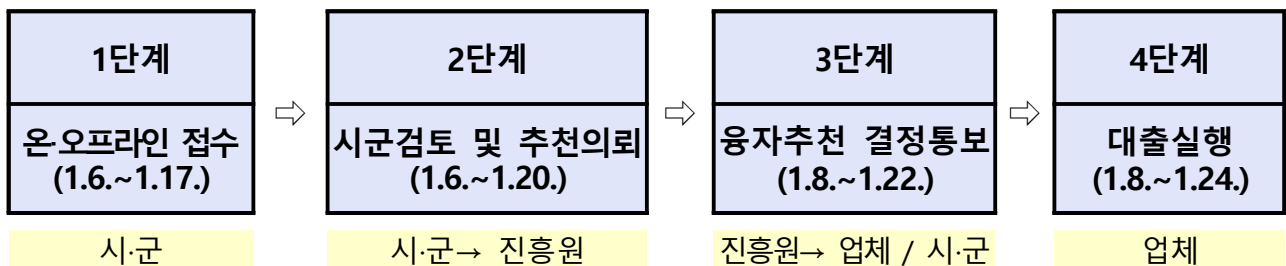 1단계
온·오프라인 접수
(1.6.~1.17.)
시·군
⇨
2단계
시군검토 및 추천의뢰
(1.6.~1.20.)
시·군→ 진흥원
⇨
3단계
융자추천 결정통보
(1.8.~1.22.)
진흥원→ 업체 / 시·군
⇨
4단계
대출실행
(1.8.~1.24.)
업체